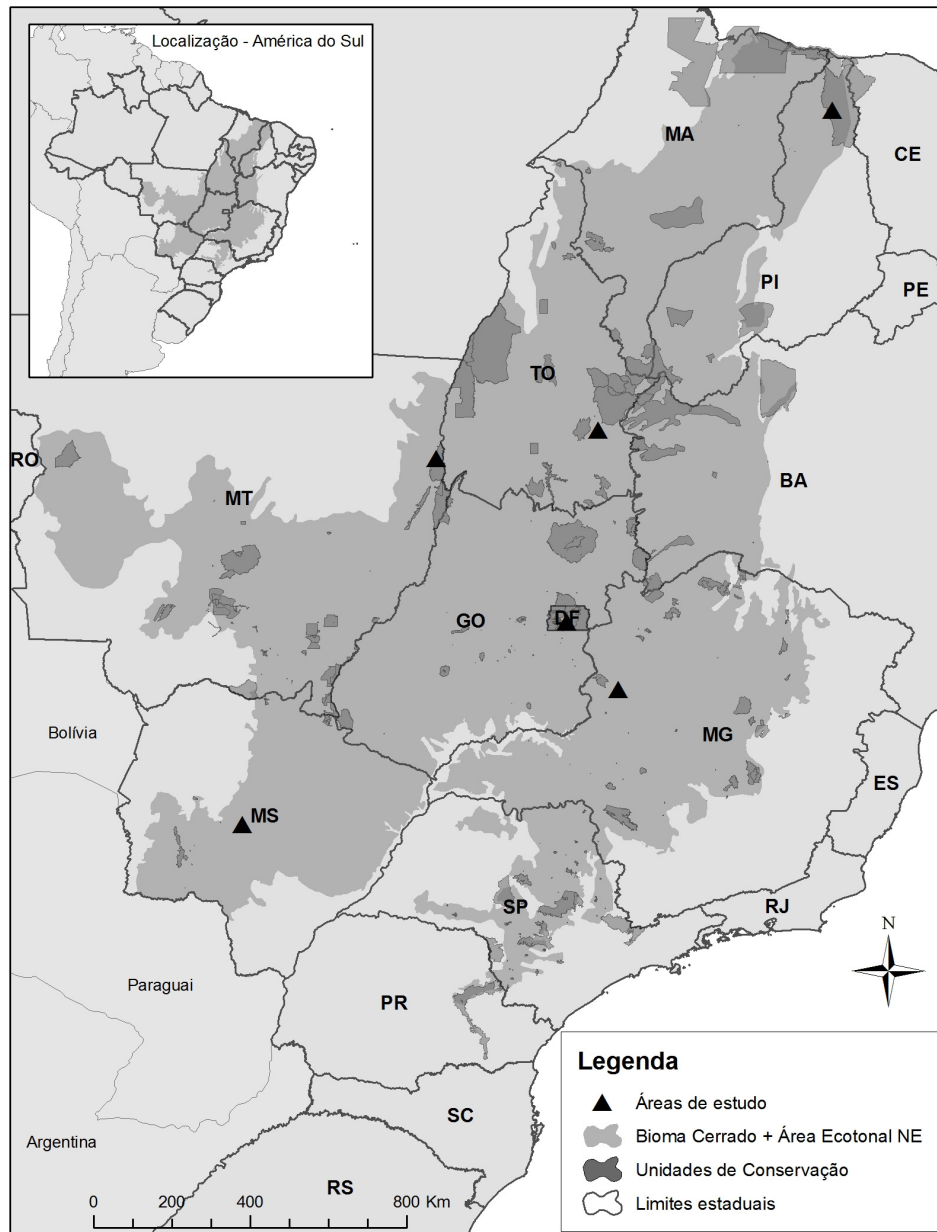 Localização - América do Sul
MA
CE
PI
PE
TO
RO
MT
BA
GO
DF
Bolívia
MG
MS
ES
SP
RJ
N
Paraguai
PR
Legenda
Áreas de estudo
SC
Bioma Cerrado + Área Ecotonal NE
Argentina
Unidades de Conservação
RS
Limites estaduais
0 200 400 800 Km